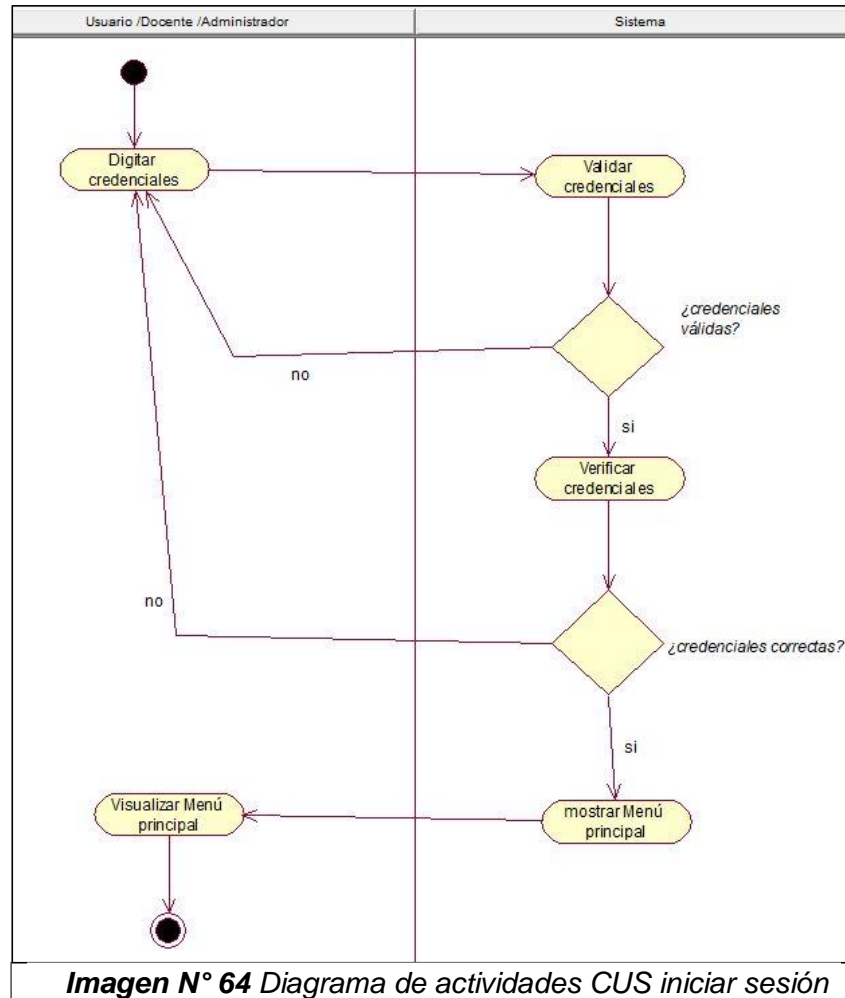 Usuario /Docente /Administrador
Sistema
Digitar
credenciales
Validar
credenciales
¿credenciales
válidas?
no
si
Verificar
credenciales
no
¿credenciales correctas?
si
Visualizar Menú
principal
mostrar Menú
principal
Imagen N° 64 Diagrama de actividades CUS iniciar sesión